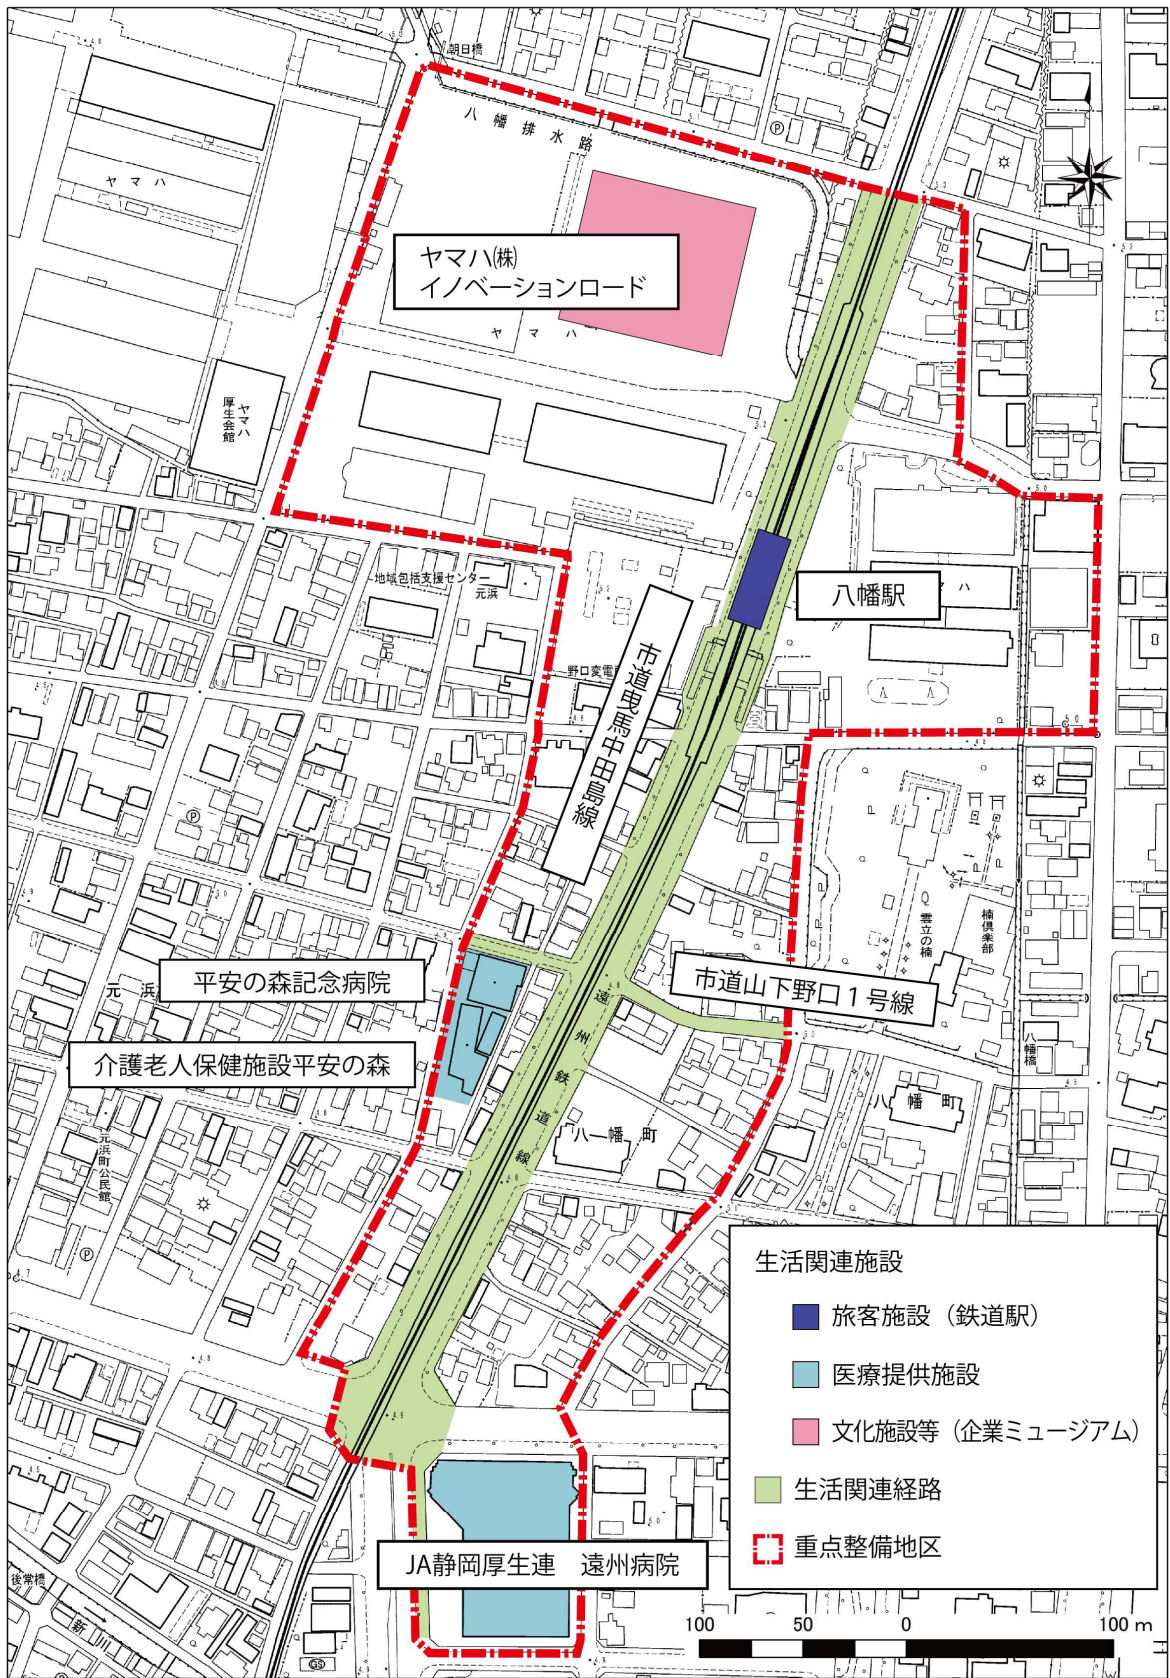 朝日橋
八幡排水路
ヤマハ
ヤマハ㈱
イノベーションロード
ヤマハ
ヤマハ
厚生会館
地域包括支援センター
元浜
八幡駅
ハ
野口変電
市道曳馬中田島線
雲立の楠
楠倶楽部
平安の森記念病院
元浜
市道山下野口1号線
遠州鉄道線
八幡橋
介護老人保健施設平安の森
八幡町
八幡町
元浜町公民館
生活関連施設
旅客施設（鉄道駅）
医療提供施設
文化施設等（企業ミュージアム）
生活関連経路
重点整備地区
JA静岡厚生連　遠州病院
後常橋
新川
GS
100 50 0 100 m